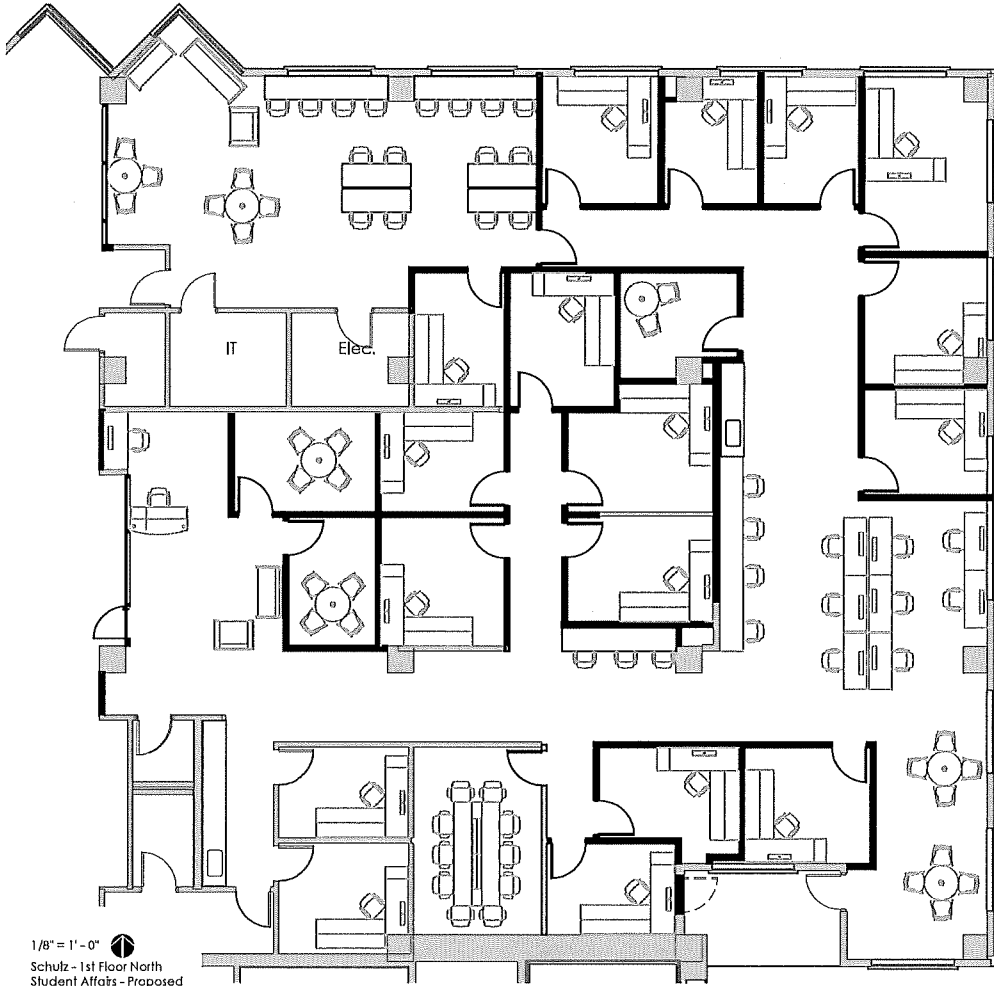 IT
Elec.
1/8" = 1' - 0"
Schulz - 1st Floor North
Student Affairs - Proposed